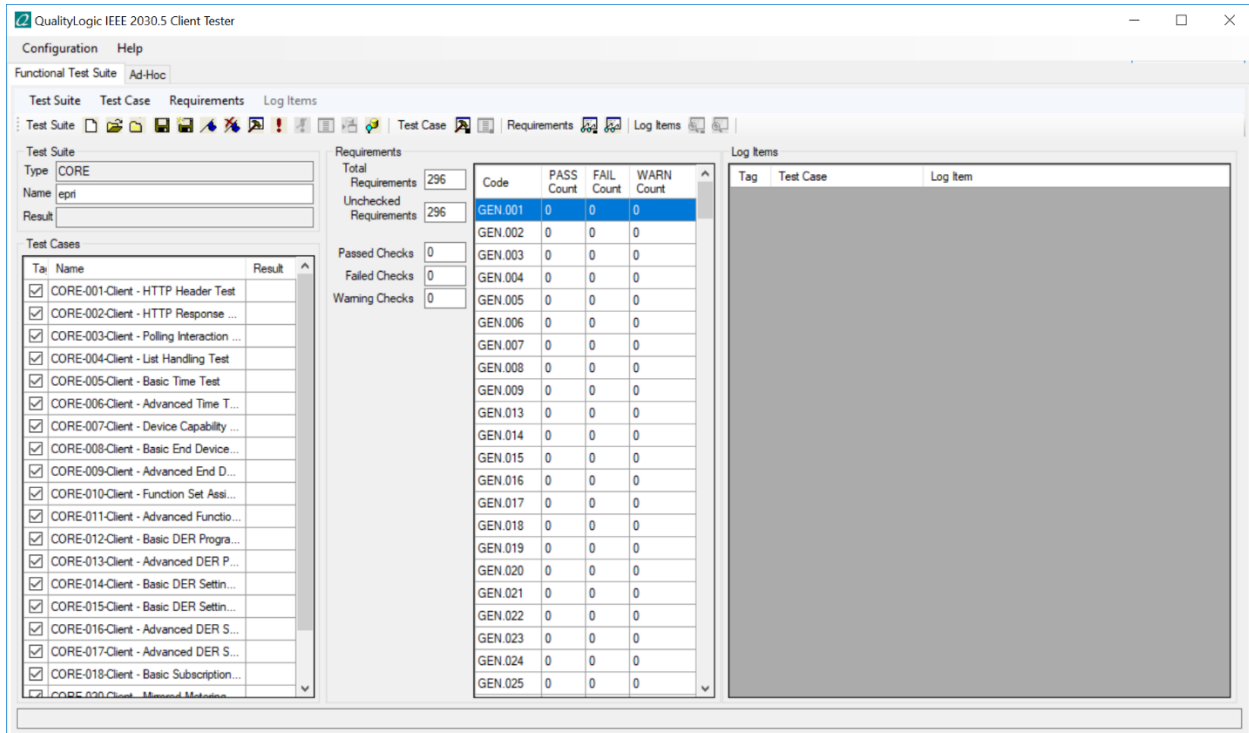 QualityLogic IEEE 2030.5 Client Tester
Configuration Help
Functional Test Suite Ad-Hoc
Test Suite Test Case Requirements Log Items
Test Suite Test Case Requirements Log Items
Test Suite
Type CORE
Name epri
Result
Test Cases
Tag Name Result
CORE-001-Client - HTTP Header Test
CORE-002-Client - HTTP Response ...
CORE-003-Client - Polling Interaction ...
CORE-004-Client - List Handling Test
CORE-005-Client - Basic Time Test
CORE-006-Client - Advanced Time T...
CORE-007-Client - Device Capability ...
CORE-008-Client - Basic End Device...
CORE-009-Client - Advanced End D...
CORE-010-Client - Function Set Assi...
CORE-011-Client - Advanced Functio...
CORE-012-Client - Basic DER Progra...
CORE-013-Client - Advanced DER P...
CORE-014-Client - Basic DER Settin...
CORE-015-Client - Basic DER Settin...
CORE-016-Client - Advanced DER S...
CORE-017-Client - Advanced DER S...
CORE-018-Client - Basic Subscription...
CORE-020-Client - Mirrored Metering
Requirements
Total Requirements 296
Unchecked Requirements 296
Passed Checks 0
Failed Checks 0
Warning Checks 0
Code PASS Count FAIL Count WARN Count
GEN.001 0 0 0
GEN.002 0 0 0
GEN.003 0 0 0
GEN.004 0 0 0
GEN.005 0 0 0
GEN.006 0 0 0
GEN.007 0 0 0
GEN.008 0 0 0
GEN.009 0 0 0
GEN.013 0 0 0
GEN.014 0 0 0
GEN.015 0 0 0
GEN.016 0 0 0
GEN.017 0 0 0
GEN.018 0 0 0
GEN.019 0 0 0
GEN.020 0 0 0
GEN.021 0 0 0
GEN.022 0 0 0
GEN.023 0 0 0
GEN.024 0 0 0
GEN.025 0 0 0
Log Items
Tag Test Case Log Item